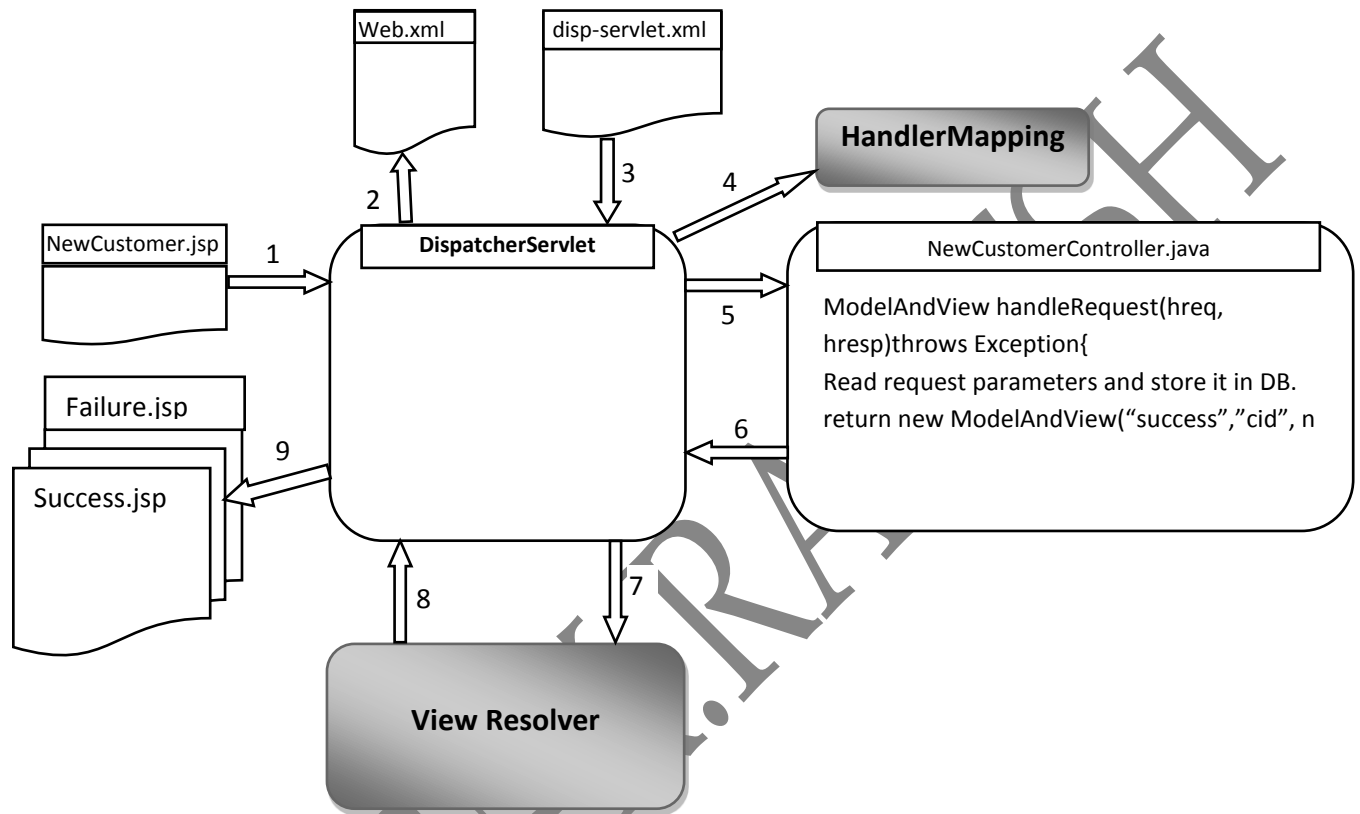 Web.xml
disp-servlet.xml
HandlerMapping
2
3
4
NewCustomer.jsp
1
DispatcherServlet
NewCustomerController.java
5
ModelAndView handleRequest(hreq,
hresp)throws Exception{
Read request parameters and store it in DB.
return new ModelAndView(“success”,”cid”, n
6
Failure.jsp
9
Success.jsp
8
7
View Resolver